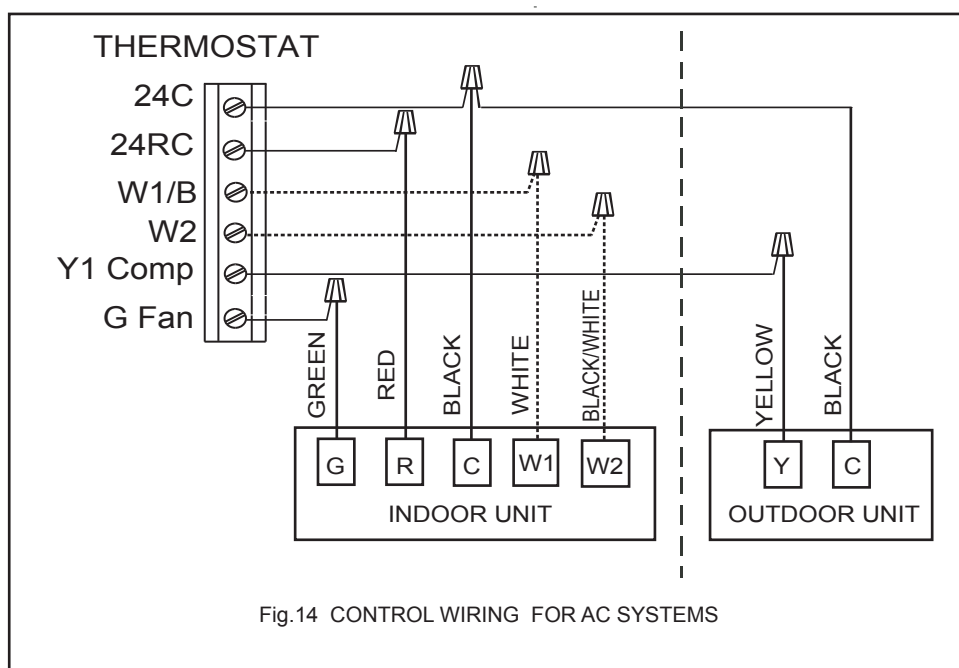 THERMOSTAT
24C
24RC
W1/B
W2
Y1 Comp
G Fan
GREEN
RED
BLACK
WHITE
BLACK/WHITE
YELLOW
BLACK
G R C W1 W2
INDOOR UNIT
Y C
OUTDOOR UNIT
Fig.14 CONTROL WIRING FOR AC SYSTEMS